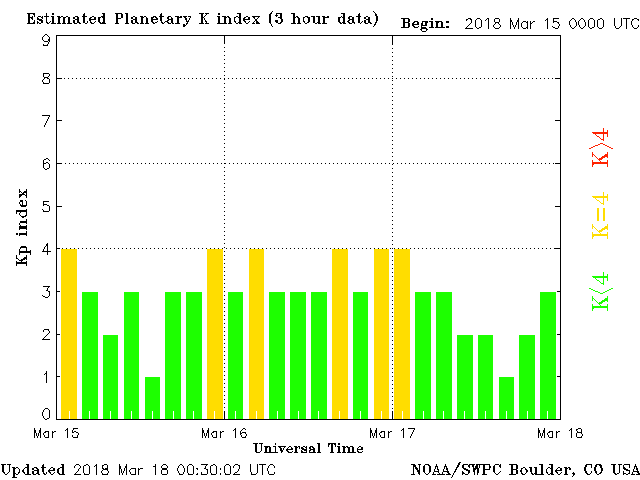 Estimated Planetary K index (3 hour data)
Begin: 2018 Mar 15 0000 UTC
9
8
7
6
5
4
3
2
1
0
Kp index
K>4
K=4
K<4
Mar 15
Mar 16
Mar 17
Mar 18
Universal Time
Updated 2018 Mar 18 00:30:02 UTC
NOAA/SWPC Boulder, CO USA